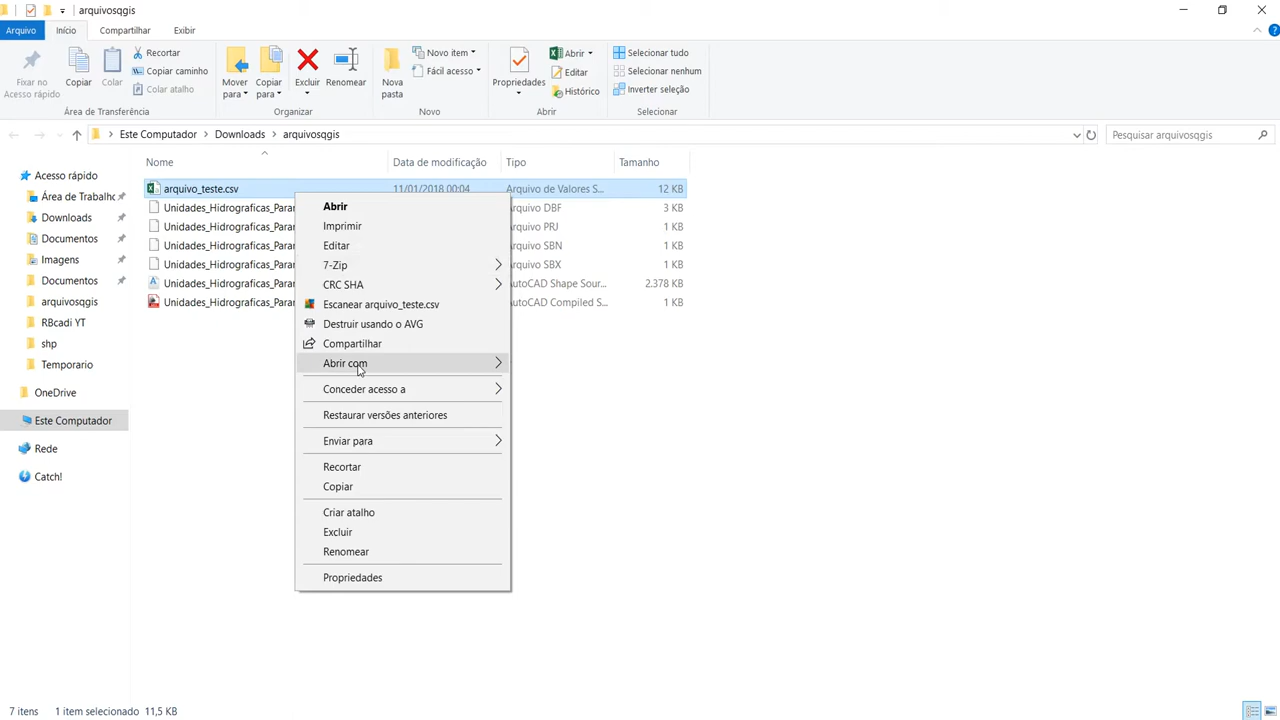 arquivosqgis
Arquivo
Início
Compartilhar
Exibir
Fixar no
Acesso rápido
Copiar
Colar
Recortar
Copiar caminho
Colar atalho
Área de Transferência
Mover
para
Copiar
para
Excluir
Renomear
Organizar
Nova
pasta
Novo item
Fácil acesso
Novo
Propriedades
Abrir
Editar
Histórico
Abrir
Selecionar tudo
Selecionar nenhum
Inverter seleção
Selecionar
Este Computador
Downloads
arquivosqgis
Pesquisar arquivosqgis
Nome
Data de modificação
Tipo
Tamanho
Acesso rápido
Área de Trabalho
Downloads
Documentos
Imagens
Documentos
arquivosqgis
RBcadi YT
shp
Temporario
OneDrive
Este Computador
Rede
Catch!
arquivo_teste.csv 11/01/2018 00:04 Arquivo de Valores S... 12 KB
Unidades_Hidrograficas_Parar Arquivo DBF 3 KB
Unidades_Hidrograficas_Parar Arquivo PRJ 1 KB
Unidades_Hidrograficas_Parar Arquivo SBN 1 KB
Unidades_Hidrograficas_Parar Arquivo SBX 1 KB
Unidades_Hidrograficas_Parar AutoCAD Shape Sour... 2.378 KB
Unidades_Hidrograficas_Parar AutoCAD Compiled S... 1 KB
Abrir
Imprimir
Editar
7-Zip
CRC SHA
Escanear arquivo_teste.csv
Destruir usando o AVG
Compartilhar
Abrir com
Conceder acesso a
Restaurar versões anteriores
Enviar para
Recortar
Copiar
Criar atalho
Excluir
Renomear
Propriedades
7 itens
1 item selecionado 11,5 KB